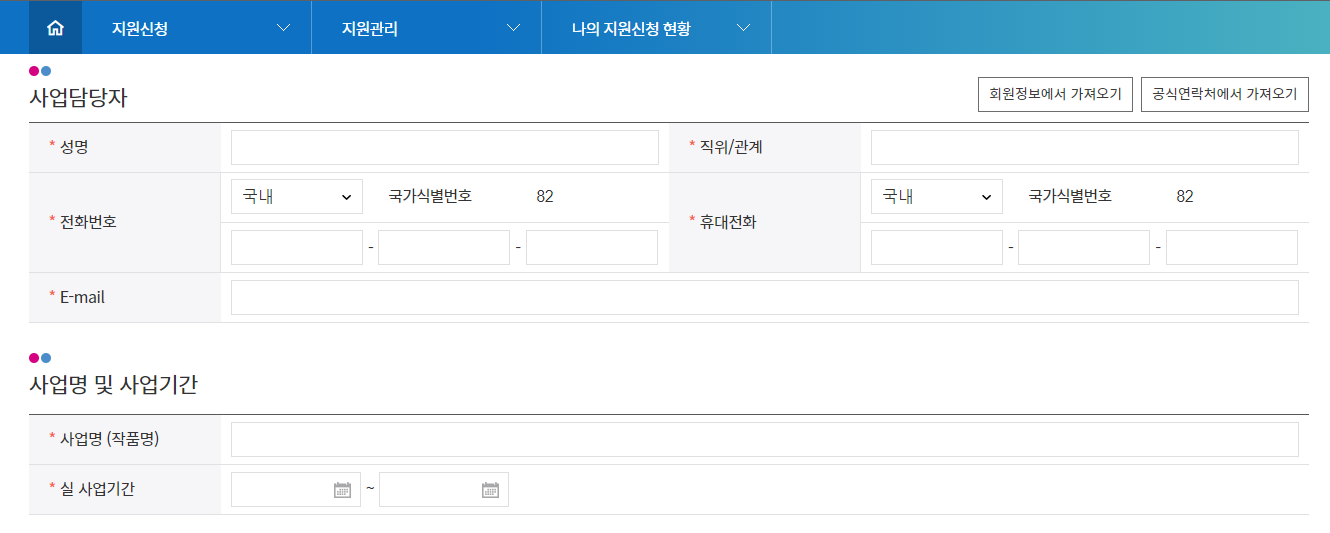 지원신청 지원관리 나의 지원신청 현황
사업담당자 회원정보에서 가져오기 공식연락처에서 가져오기
* 성명 * 직위/관계
* 전화번호 국내 국가식별번호 82 * 휴대전화 국내 국가식별번호 82
- - - -
* E-mail
사업명 및 사업기간
* 사업명 (작품명)
* 실 사업기간 ~